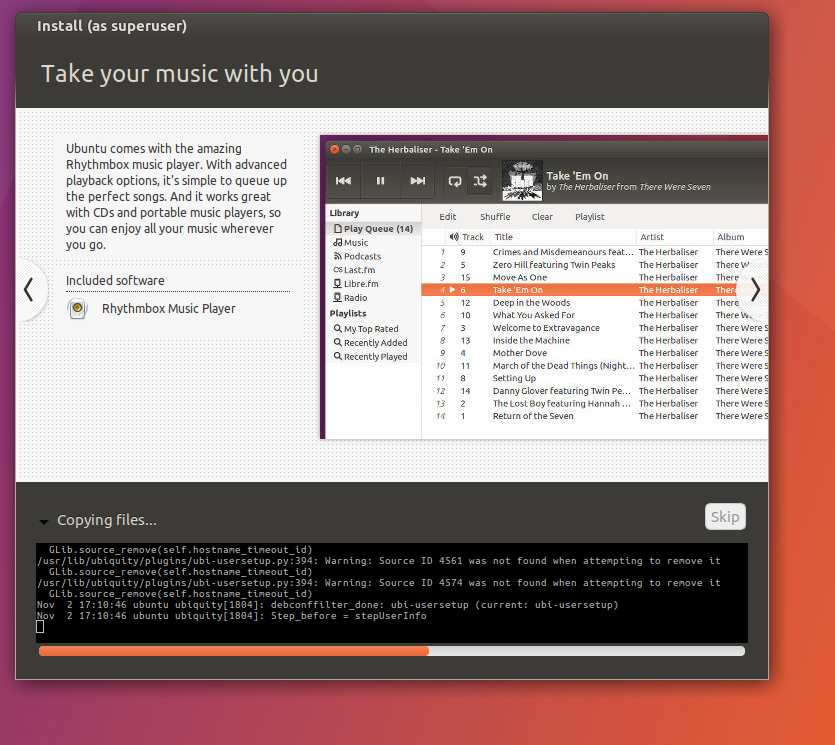 Install (as superuser)
Take your music with you
Ubuntu comes with the amazing
Rhythmbox music player. With advanced
playback options, it's simple to queue up
the perfect songs. And it works great
with CDs and portable music players, so
you can enjoy all your music wherever
you go.
Included software
Rhythmbox Music Player
The Herbaliser - Take 'Em On
Take 'Em On
by The Herbaliser from There Were Seven
Library
Play Queue (14)
Music
Podcasts
Last.fm
Libre.fm
Radio
Playlists
My Top Rated
Recently Added
Recently Played
Edit Shuffle Clear Playlist
Track Title Artist Album
1 9 Crimes and Misdemeanours feat... The Herbaliser There Were S
2 5 Zero Hill featuring Twin Peaks The Herbaliser There W
3 15 Move As One The Herbaliser There
4 6 Take 'Em On The Herbaliser There
5 12 Deep in the Woods The Herbaliser There
6 10 What You Asked For The Herbaliser There W
7 3 Welcome to Extravagance The Herbaliser There Were S
8 13 Inside the Machine The Herbaliser There Were S
9 4 Mother Dove The Herbaliser There Were S
10 11 March of the Dead Things (Night... The Herbaliser There Were S
11 8 Setting Up The Herbaliser There Were S
12 14 Danny Glover featuring Twin Pe... The Herbaliser There Were S
13 2 The Lost Boy featuring Hannah ... The Herbaliser There Were S
14 1 Return of the Seven The Herbaliser There Were S
Copying files...
Skip
GLib.source_remove(self.hostname_timeout_id)
/usr/lib/ubiquity/plugins/ubi-usersetup.py:394: Warning: Source ID 4561 was not found when attempting to remove it
GLib.source_remove(self.hostname_timeout_id)
/usr/lib/ubiquity/plugins/ubi-usersetup.py:394: Warning: Source ID 4574 was not found when attempting to remove it
GLib.source_remove(self.hostname_timeout_id)
Nov  2 17:10:46 ubuntu ubiquity[1804]: debconffilter_done: ubi-usersetup (current: ubi-usersetup)
Nov  2 17:10:46 ubuntu ubiquity[1804]: Step_before = stepUserInfo